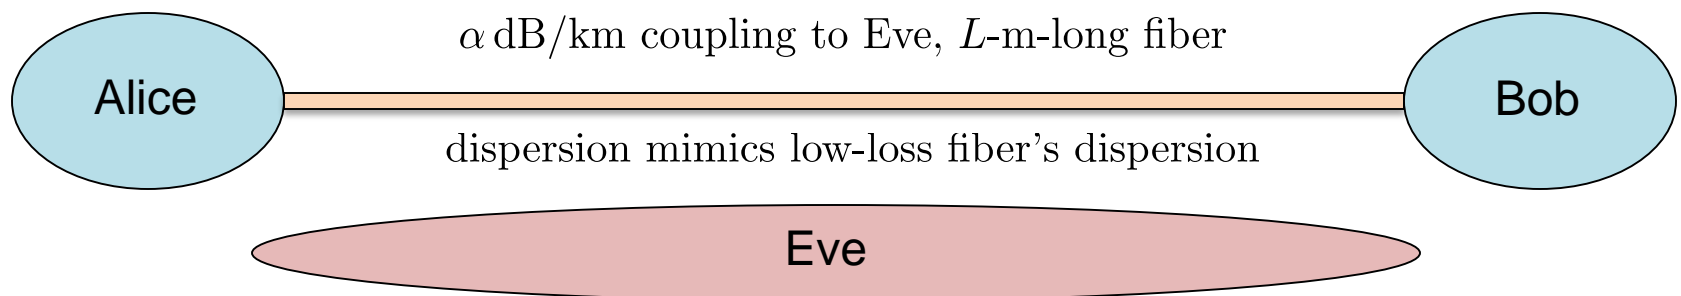 α dB/km coupling to Eve, L-m-long fiber
Alice
Bob
dispersion mimics low-loss fiber's dispersion
Eve